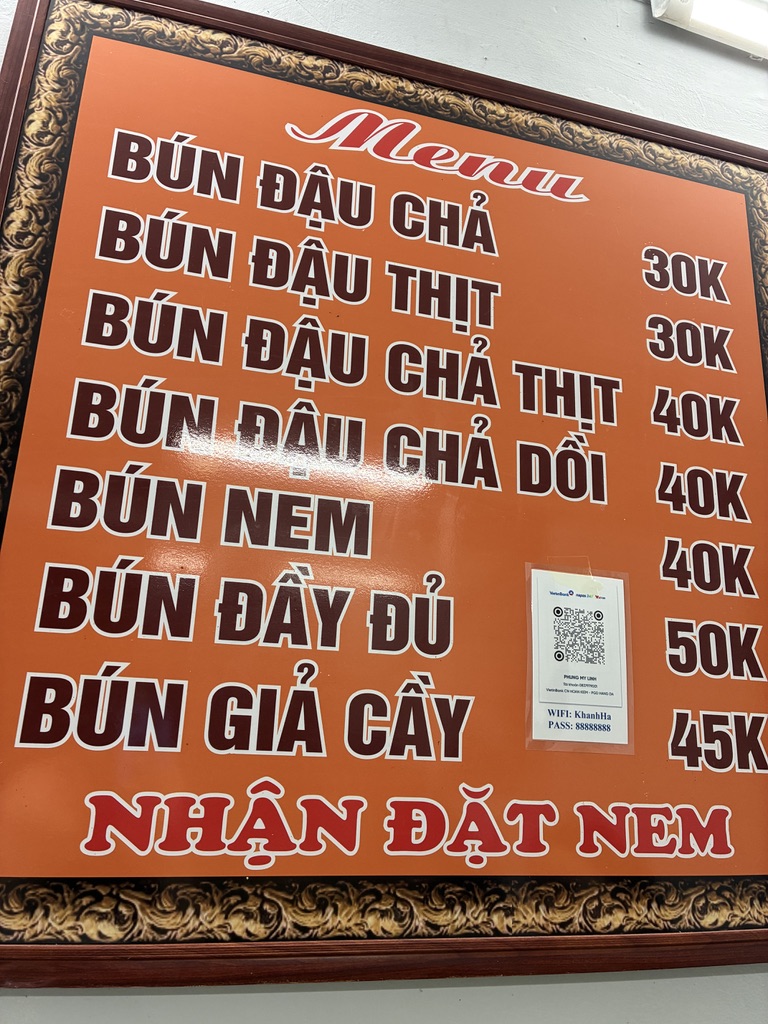 Menu
BÚN ĐẬU CHẢ 30K
BÚN ĐẬU THỊT 30K
BÚN ĐẬU CHẢ THỊT 40K
BÚN ĐẬU CHẢ DỒI 40K
BÚN NEM 40K
BÚN ĐẦY ĐỦ 50K
BÚN GIẢ CẦY 45K
NHẬN ĐẶT NEM
VietinBank
PHUNG MY LINH
WIFI: KhanhHa
PASS: 88888888